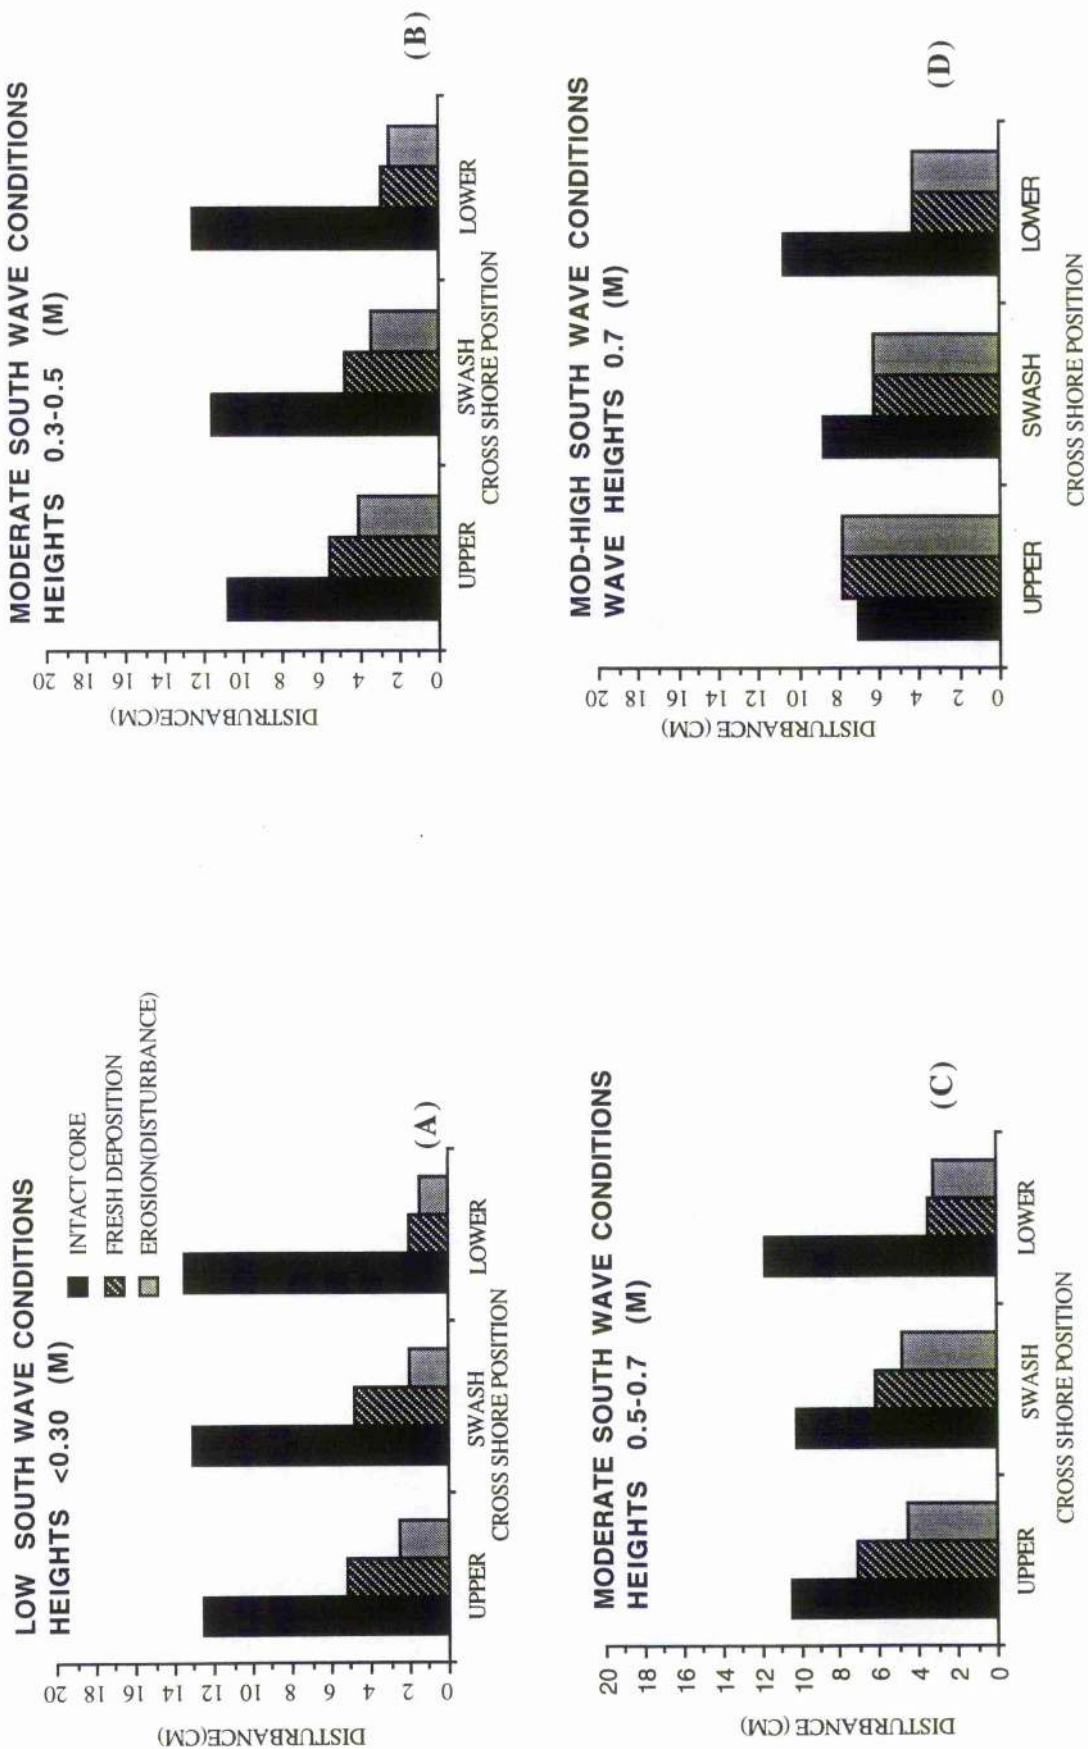 LOW SOUTH WAVE CONDITIONS
HEIGHTS <0.30 (M)
INTACT CORE
FRESH DEPOSITION
EROSION(DISTURBANCE)
DISTURBANCE(CM)
20
18
16
14
12
10
8
6
4
2
0
UPPER
SWASH
LOWER
CROSS SHORE POSITION
(A)
MODERATE SOUTH WAVE CONDITIONS
HEIGHTS 0.3-0.5 (M)
DISTRUBANCE(CM)
20
18
16
14
12
10
8
6
4
2
0
UPPER
SWASH
LOWER
CROSS SHORE POSITION
(B)
MODERATE SOUTH WAVE CONDITIONS
HEIGHTS 0.5-0.7 (M)
DISTURBANCE (CM)
20
18
16
14
12
10
8
6
4
2
0
UPPER
SWASH
LOWER
CROSS SHORE POSITION
(C)
MOD-HIGH SOUTH WAVE CONDITIONS
WAVE HEIGHTS 0.7 (M)
DISTURBANCE (CM)
20
18
16
14
12
10
8
6
4
2
0
UPPER
SWASH
LOWER
CROSS SHORE POSITION
(D)